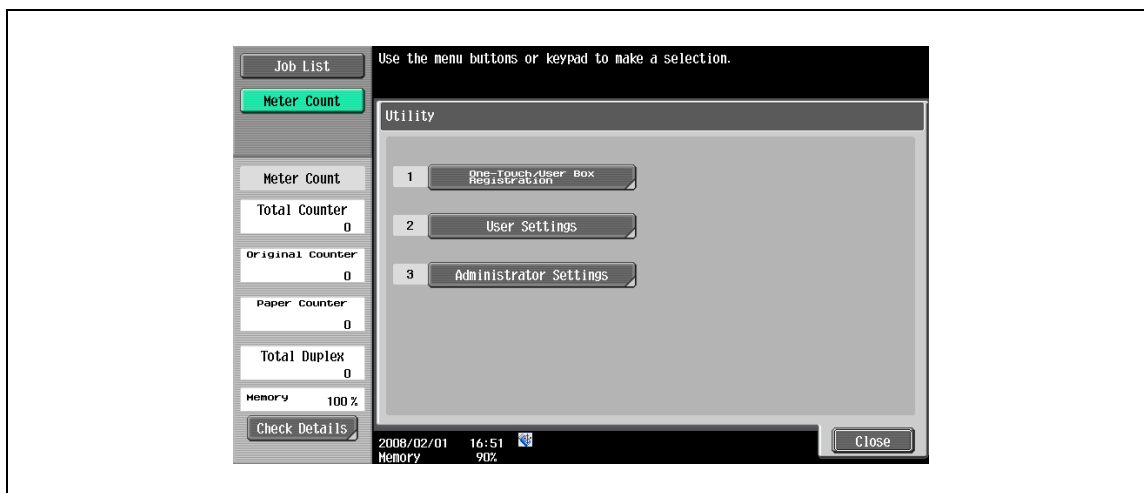 Job List
Meter Count
Meter Count
Total Counter
0
Original Counter
0
Paper Counter
0
Total Duplex
0
Memory 100 %
Check Details
Use the menu buttons or keypad to make a selection.
Utility
1 One-Touch/User Box
Registration
2 User Settings
3 Administrator Settings
2008/02/01 16:51
Memory 90%
Close